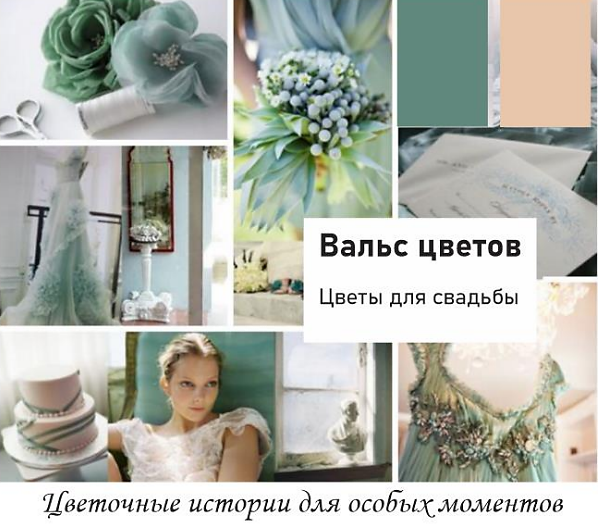 Вальс цветов
Цветы для свадьбы
Цветочные истории для особых моментов